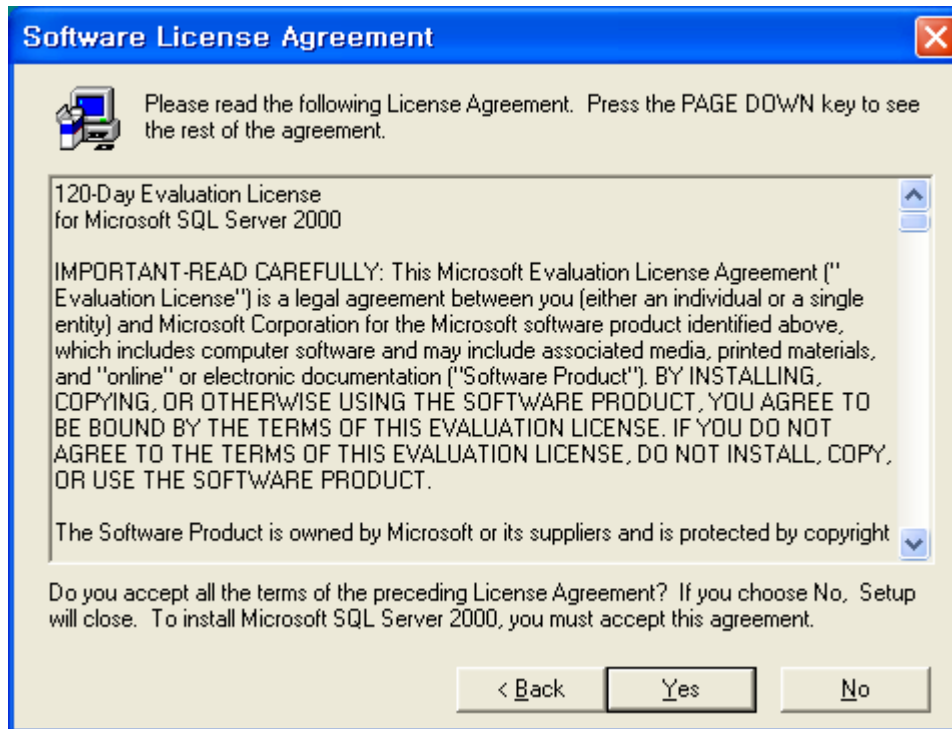 Software License Agreement
Please read the following License Agreement.  Press the PAGE DOWN key to see
the rest of the agreement.
120-Day Evaluation License
for Microsoft SQL Server 2000
IMPORTANT-READ CAREFULLY: This Microsoft Evaluation License Agreement ("
Evaluation License") is a legal agreement between you (either an individual or a single
entity) and Microsoft Corporation for the Microsoft software product identified above,
which includes computer software and may include associated media, printed materials,
and "online" or electronic documentation ("Software Product"). BY INSTALLING,
COPYING, OR OTHERWISE USING THE SOFTWARE PRODUCT, YOU AGREE TO
BE BOUND BY THE TERMS OF THIS EVALUATION LICENSE. IF YOU DO NOT
AGREE TO THE TERMS OF THIS EVALUATION LICENSE, DO NOT INSTALL, COPY,
OR USE THE SOFTWARE PRODUCT.
The Software Product is owned by Microsoft or its suppliers and is protected by copyright
Do you accept all the terms of the preceding License Agreement?  If you choose No,  Setup
will close.  To install Microsoft SQL Server 2000, you must accept this agreement.
< Back
Yes
No